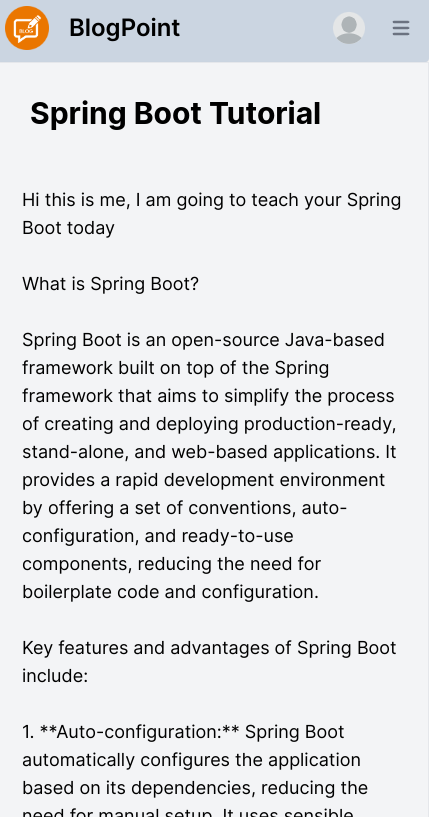 BLOG
BlogPoint
Spring Boot Tutorial
Hi this is me, I am going to teach your Spring
Boot today
What is Spring Boot?
Spring Boot is an open-source Java-based
framework built on top of the Spring
framework that aims to simplify the process
of creating and deploying production-ready,
stand-alone, and web-based applications. It
provides a rapid development environment
by offering a set of conventions, auto-
configuration, and ready-to-use
components, reducing the need for
boilerplate code and configuration.
Key features and advantages of Spring Boot
include:
1. **Auto-configuration:** Spring Boot
automatically configures the application
based on its dependencies, reducing the
need for manual setup. It uses sensible